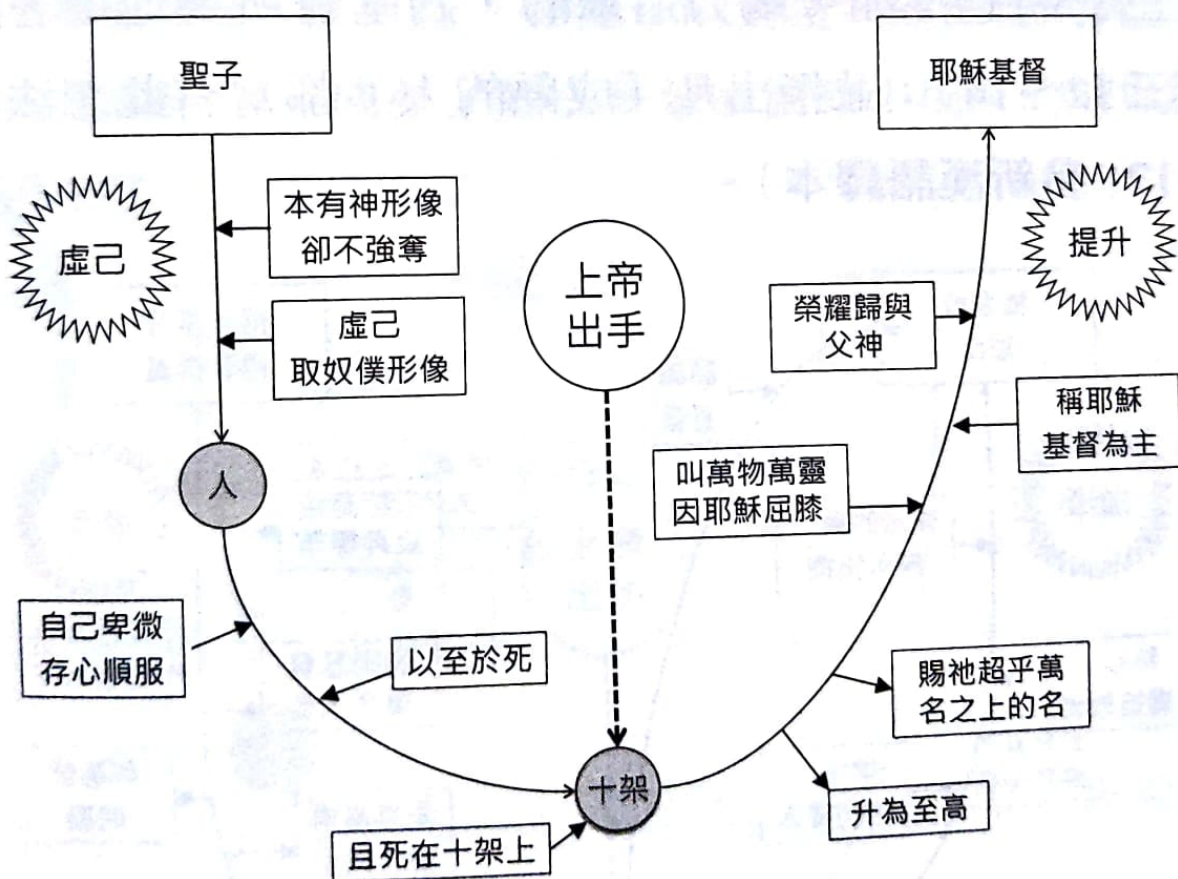 聖子
耶穌基督
虛己
本有神形像
卻不強奪
虛己
取奴僕形像
人
自己卑微
存心順服
以至於死
且死在十架上
十架
上帝
出手
升為至高
賜祂超乎萬
名之上的名
叫萬物萬靈
因耶穌屈膝
稱耶穌
基督為主
榮耀歸與
父神
提升